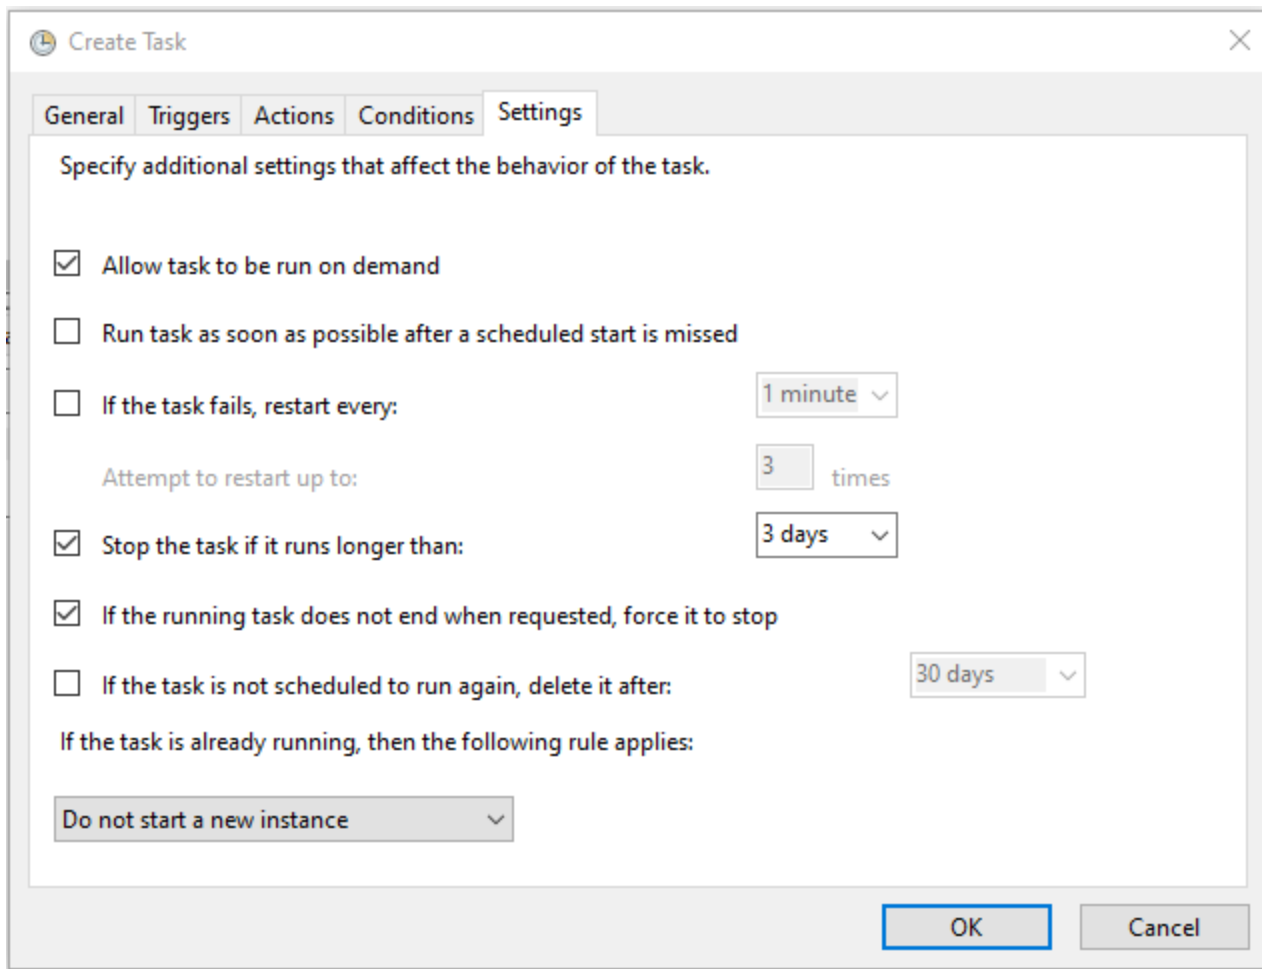 Create Task
General Triggers Actions Conditions Settings
Specify additional settings that affect the behavior of the task.
Allow task to be run on demand
Run task as soon as possible after a scheduled start is missed
If the task fails, restart every: 1 minute
Attempt to restart up to: 3 times
Stop the task if it runs longer than: 3 days
If the running task does not end when requested, force it to stop
If the task is not scheduled to run again, delete it after: 30 days
If the task is already running, then the following rule applies:
Do not start a new instance
OK Cancel